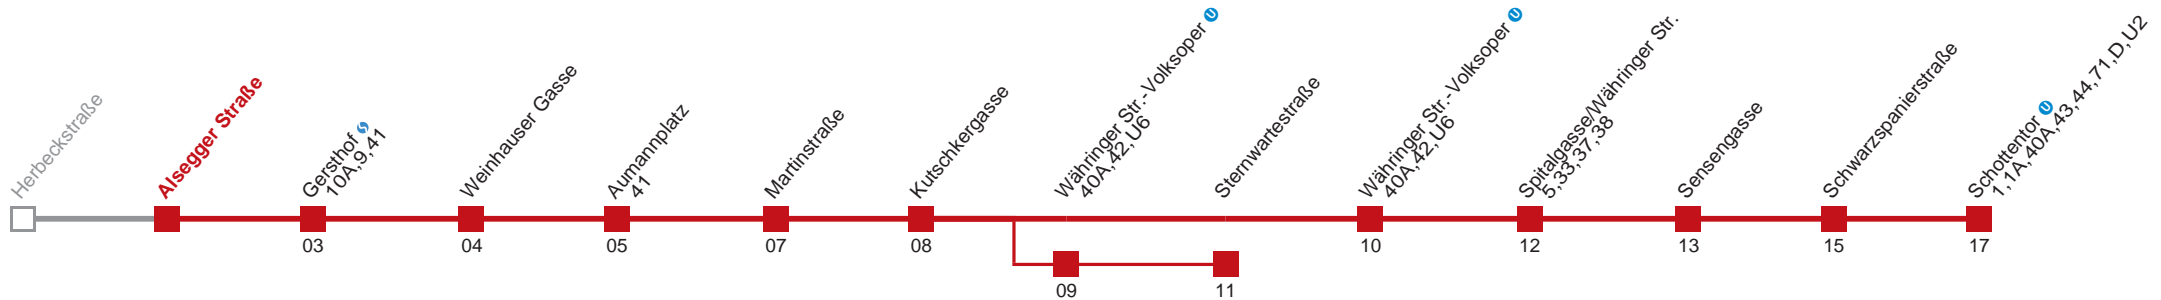 Herbeckstraße
Alsegger Straße
Gersthof
10A,9,41
Weinhauser Gasse
Aumannplatz
41
Martinstraße
Kutschkergasse
Währinger Str.-Volksoper U
40A,42,U6
Sternwartestraße
Währinger Str.-Volksoper U
40A,42,U6
Spitalgasse/Währinger Str.
5,33,37,38
Sensengasse
Schwarzspanierstraße
Schottentor U
1,1A,40A,43,44,71,D,U2
03
04
05
07
08
10
12
13
15
17
09
11